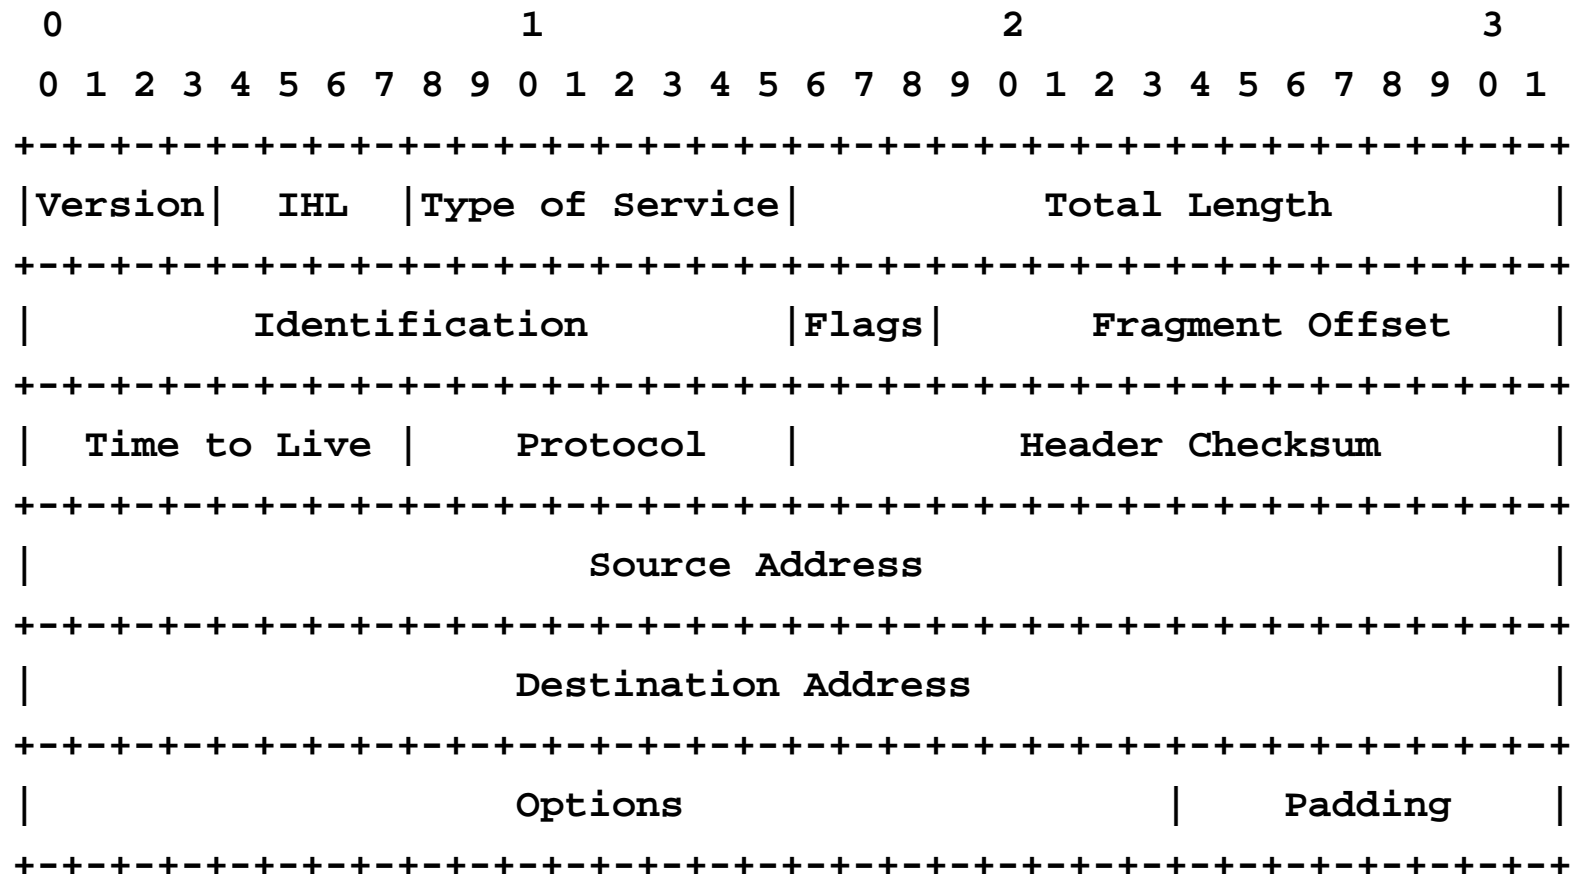 0                   1                   2                   3
 0 1 2 3 4 5 6 7 8 9 0 1 2 3 4 5 6 7 8 9 0 1 2 3 4 5 6 7 8 9 0 1
+-+-+-+-+-+-+-+-+-+-+-+-+-+-+-+-+-+-+-+-+-+-+-+-+-+-+-+-+-+-+-+-+
|Version|  IHL  |Type of Service|          Total Length         |
+-+-+-+-+-+-+-+-+-+-+-+-+-+-+-+-+-+-+-+-+-+-+-+-+-+-+-+-+-+-+-+-+
|         Identification        |Flags|      Fragment Offset    |
+-+-+-+-+-+-+-+-+-+-+-+-+-+-+-+-+-+-+-+-+-+-+-+-+-+-+-+-+-+-+-+-+
|  Time to Live |    Protocol   |         Header Checksum       |
+-+-+-+-+-+-+-+-+-+-+-+-+-+-+-+-+-+-+-+-+-+-+-+-+-+-+-+-+-+-+-+-+
|                       Source Address                          |
+-+-+-+-+-+-+-+-+-+-+-+-+-+-+-+-+-+-+-+-+-+-+-+-+-+-+-+-+-+-+-+-+
|                    Destination Address                        |
+-+-+-+-+-+-+-+-+-+-+-+-+-+-+-+-+-+-+-+-+-+-+-+-+-+-+-+-+-+-+-+-+
|                    Options                    |    Padding    |
+-+-+-+-+-+-+-+-+-+-+-+-+-+-+-+-+-+-+-+-+-+-+-+-+-+-+-+-+-+-+-+-+